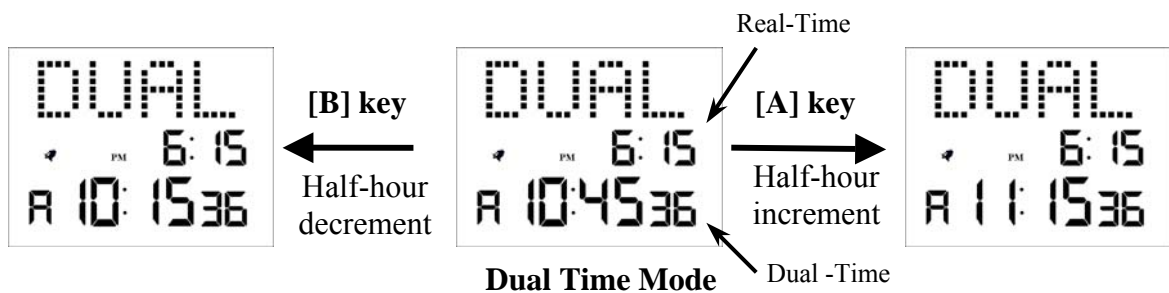 Real-Time
DUAL
PM 6:15
A 10:15 36
[B] key
Half-hour
decrement
DUAL
PM 6:15
A 10:45 36
[A] key
Half-hour
increment
DUAL
PM 6:15
A 11:15 36
Dual Time Mode
Dual -Time